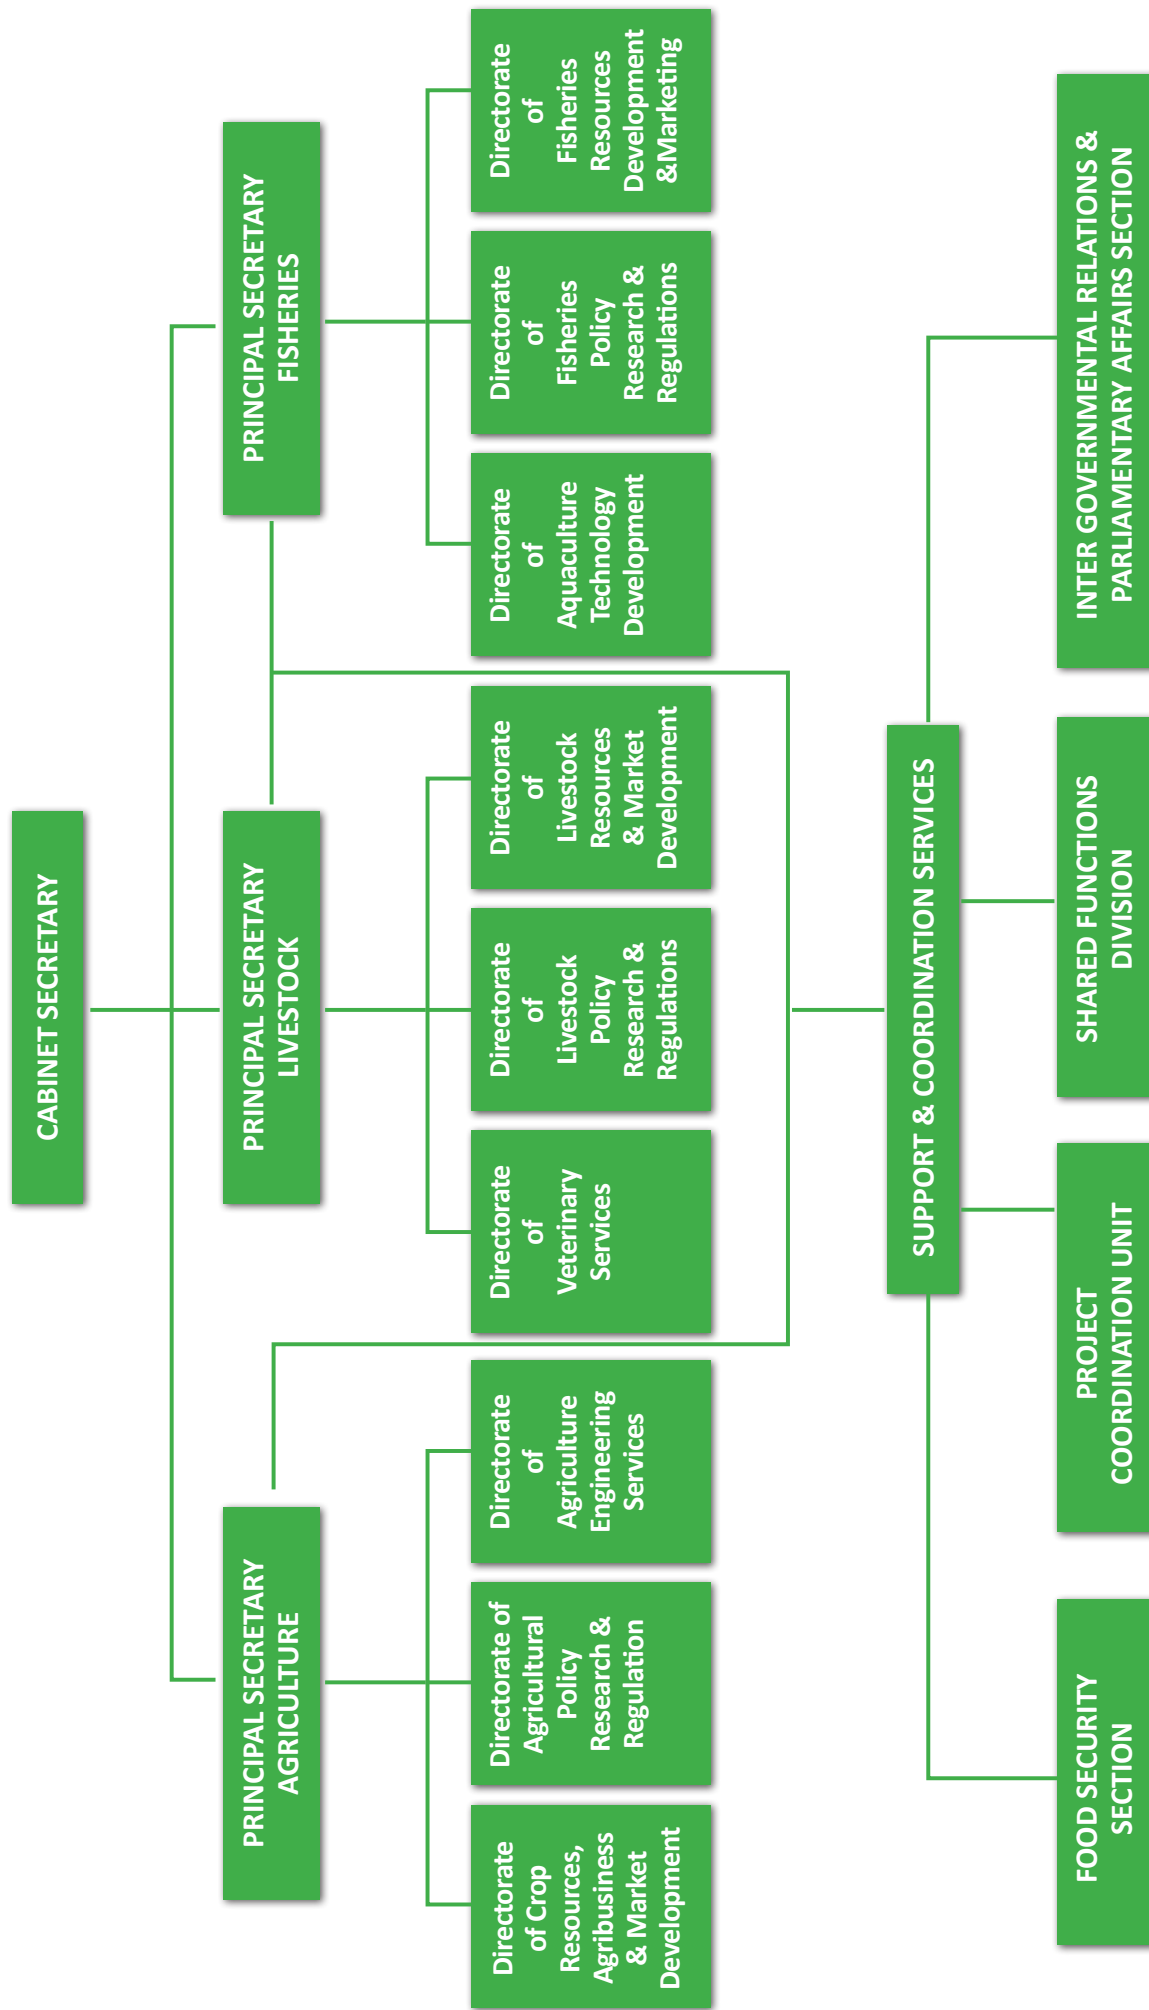 CABINET SECRETARY
PRINCIPAL SECRETARY
AGRICULTURE
PRINCIPAL SECRETARY
LIVESTOCK
PRINCIPAL SECRETARY
FISHERIES
Directorate
of Crop
Resources,
Agribusiness
& Market
Development
Directorate of
Agricultural
Policy
Research &
Regulation
Directorate
of
Agriculture
Engineering
Services
Directorate
of
Veterinary
Services
Directorate
of
Livestock
Policy
Research &
Regulations
Directorate
of
Livestock
Resources
& Market
Development
Directorate
of
Aquaculture
Technology
Development
Directorate
of
Fisheries
Policy
Research &
Regulations
Directorate
of
Fisheries
Resources
Development
&Marketing
SUPPORT & COORDINATION SERVICES
FOOD SECURITY
SECTION
PROJECT
COORDINATION UNIT
SHARED FUNCTIONS
DIVISION
INTER GOVERNMENTAL RELATIONS &
PARLIAMENTARY AFFAIRS SECTION